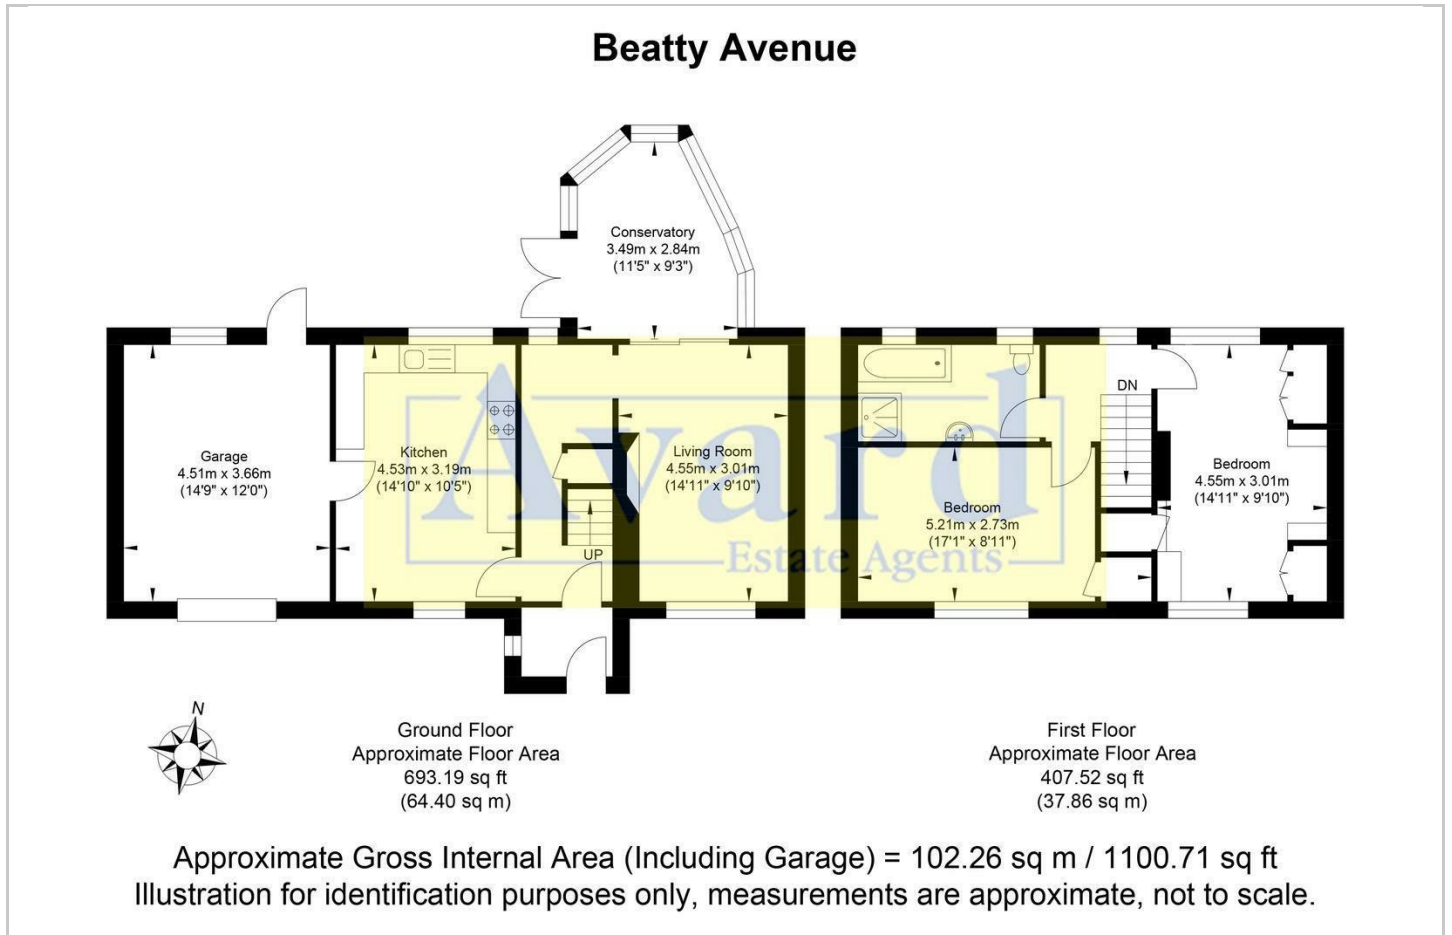 Beatty Avenue
Conservatory
3.49m x 2.84m
(11'5" x 9'3")
Garage
4.51m x 3.66m
(14'9" x 12'0")
Kitchen
4.53m x 3.19m
(14'10" x 10'5")
Living Room
4.55m x 3.01m
(14'11" x 9'10")
UP
DN
Bedroom
5.21m x 2.73m
(17'1" x 8'11")
Bedroom
4.55m x 3.01m
(14'11" x 9'10")
Avard
Estate Agents
N
Ground Floor
Approximate Floor Area
693.19 sq ft
(64.40 sq m)
First Floor
Approximate Floor Area
407.52 sq ft
(37.86 sq m)
Approximate Gross Internal Area (Including Garage) = 102.26 sq m / 1100.71 sq ft
Illustration for identification purposes only, measurements are approximate, not to scale.